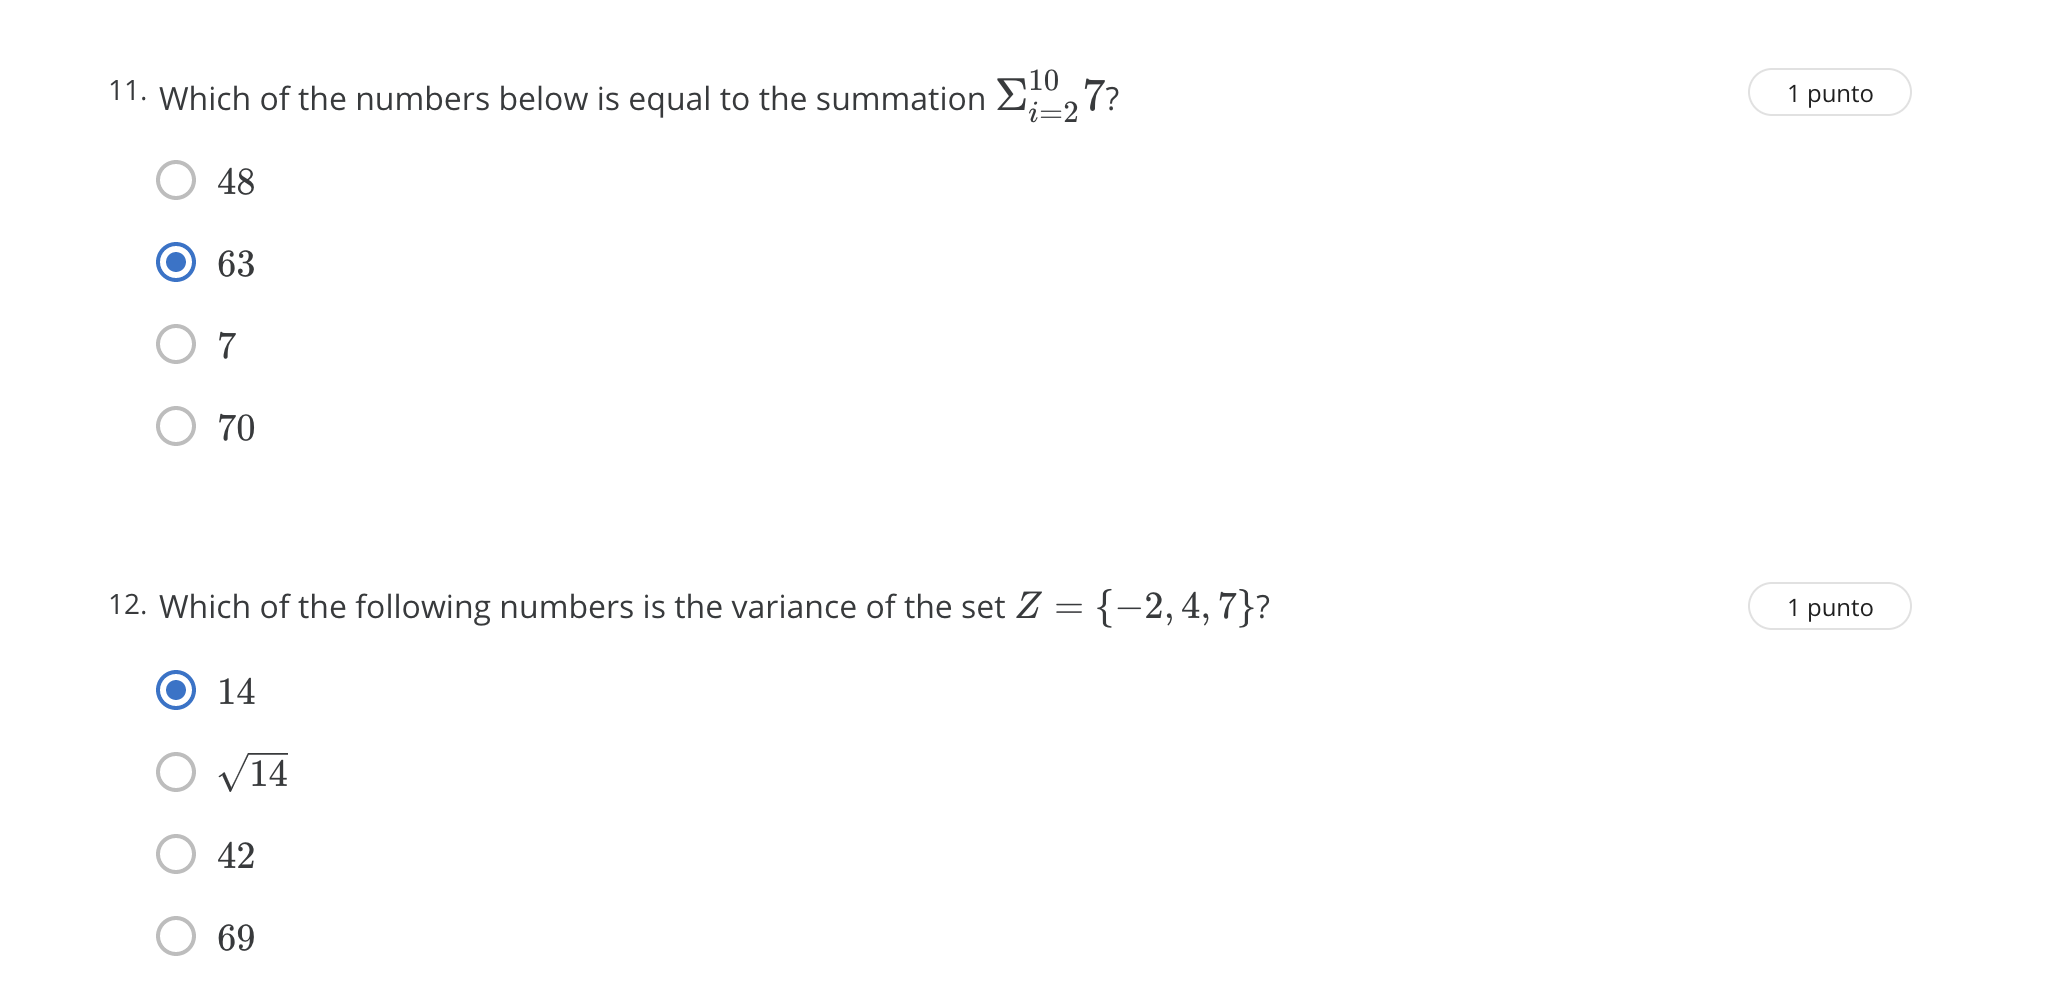 11. Which of the numbers below is equal to the summation $\Sigma_{i=2}^{10} 7$?
1 punto
48
63
7
70
12. Which of the following numbers is the variance of the set $Z = \{-2, 4, 7\}$?
1 punto
14
$\sqrt{14}$
42
69